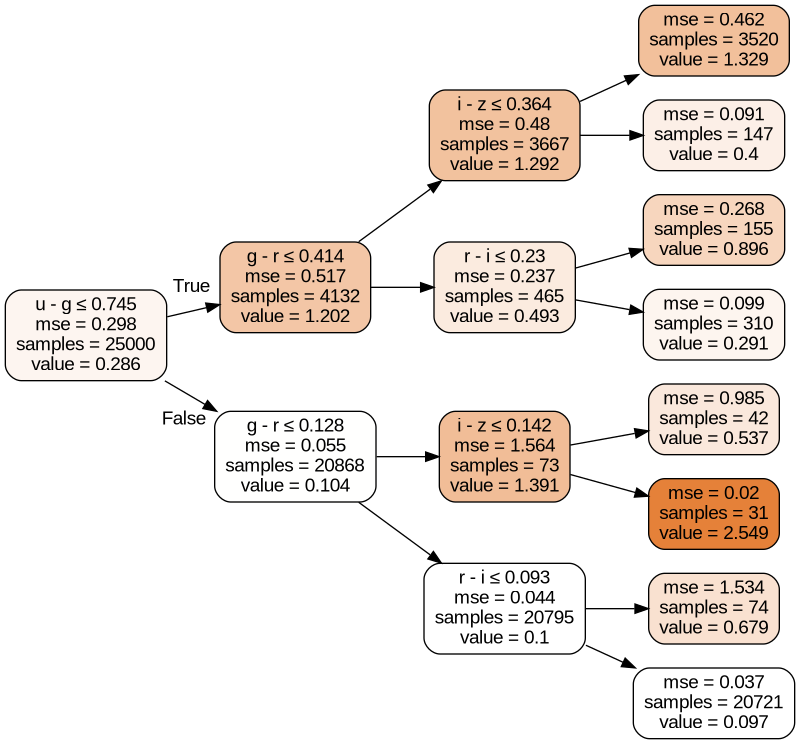 u - g ≤ 0.745
mse = 0.298
samples = 25000
value = 0.286
True
False
g - r ≤ 0.414
mse = 0.517
samples = 4132
value = 1.202
g - r ≤ 0.128
mse = 0.055
samples = 20868
value = 0.104
i - z ≤ 0.364
mse = 0.48
samples = 3667
value = 1.292
r - i ≤ 0.23
mse = 0.237
samples = 465
value = 0.493
i - z ≤ 0.142
mse = 1.564
samples = 73
value = 1.391
r - i ≤ 0.093
mse = 0.044
samples = 20795
value = 0.1
mse = 0.462
samples = 3520
value = 1.329
mse = 0.091
samples = 147
value = 0.4
mse = 0.268
samples = 155
value = 0.896
mse = 0.099
samples = 310
value = 0.291
mse = 0.985
samples = 42
value = 0.537
mse = 0.02
samples = 31
value = 2.549
mse = 1.534
samples = 74
value = 0.679
mse = 0.037
samples = 20721
value = 0.097